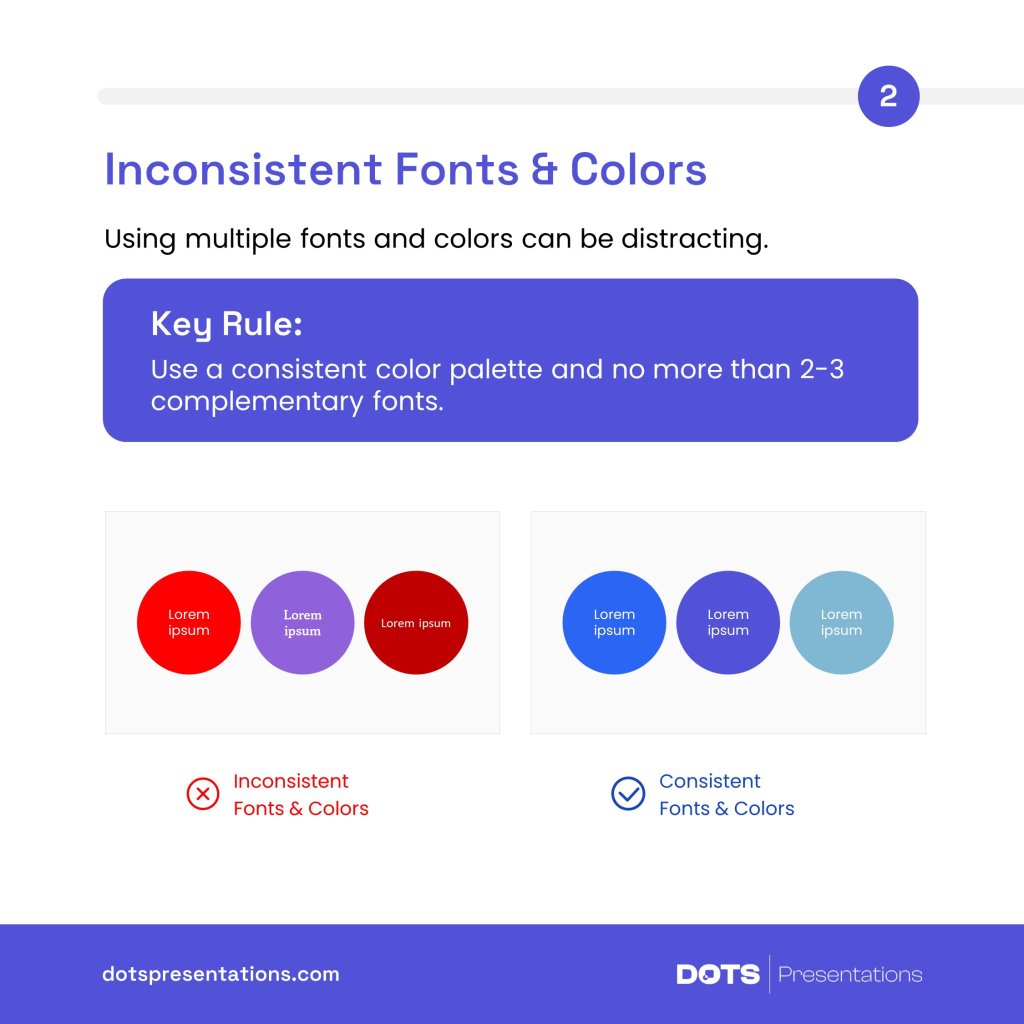 2
Inconsistent Fonts & Colors
Using multiple fonts and colors can be distracting.
Key Rule:
Use a consistent color palette and no more than 2-3
complementary fonts.
Lorem
ipsum
Lorem
ipsum
Lorem ipsum
Lorem
ipsum
Lorem
ipsum
Lorem
ipsum
Inconsistent
Fonts & Colors
Consistent
Fonts & Colors
dotspresentations.com
DOTS Presentations